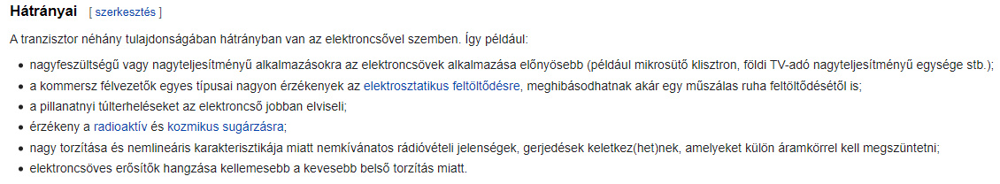 Hátrányai [ szerkesztés ]
A tranzisztor néhány tulajdonságában hátrányban van az elektroncsővel szemben. Így például:
• nagyfeszültségű vagy nagyteljesítményű alkalmazásokra az elektroncsövek alkalmazása előnyösebb (például mikrosütő klisztron, földi TV-adó nagyteljesítményű egysége stb.);
• a kommersz félvezetők egyes típusai nagyon érzékenyek az elektrosztatikus feltöltődésre, meghibásodhatnak akár egy műszálas ruha feltöltődésétől is;
• a pillanatnyi túlterheléseket az elektroncső jobban elviseli;
• érzékeny a radioaktív és kozmikus sugárzásra;
• nagy torzítása és nemlineáris karakterisztikája miatt nemkívánatos rádióvételi jelenségek, gerjedések keletkez(het)nek, amelyeket külön áramkörrel kell megszüntetni;
• elektroncsöves erősítők hangzása kellemesebb a kevesebb belső torzítás miatt.